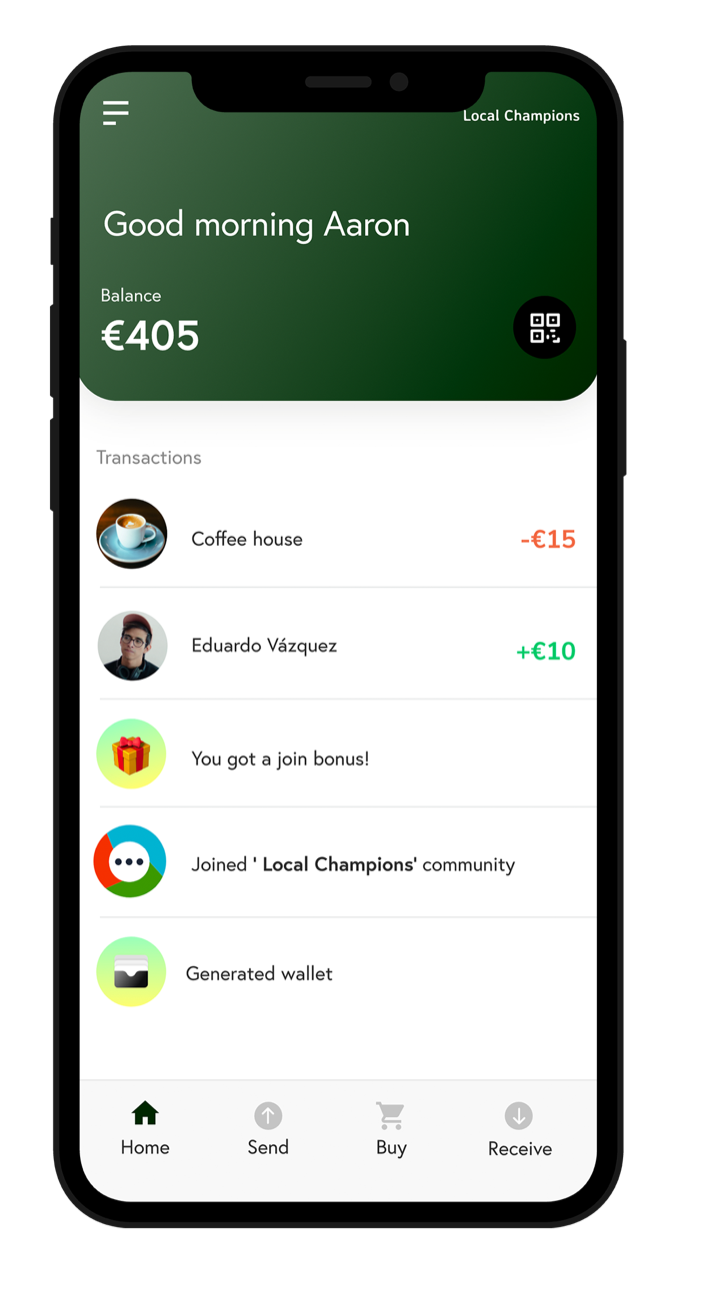 Local Champions
Good morning Aaron
Balance
€405
Transactions
Coffee house
-€15
Eduardo Vázquez
+€10
You got a join bonus!
Joined ' Local Champions' community
Generated wallet
Home
Send
Buy
Receive